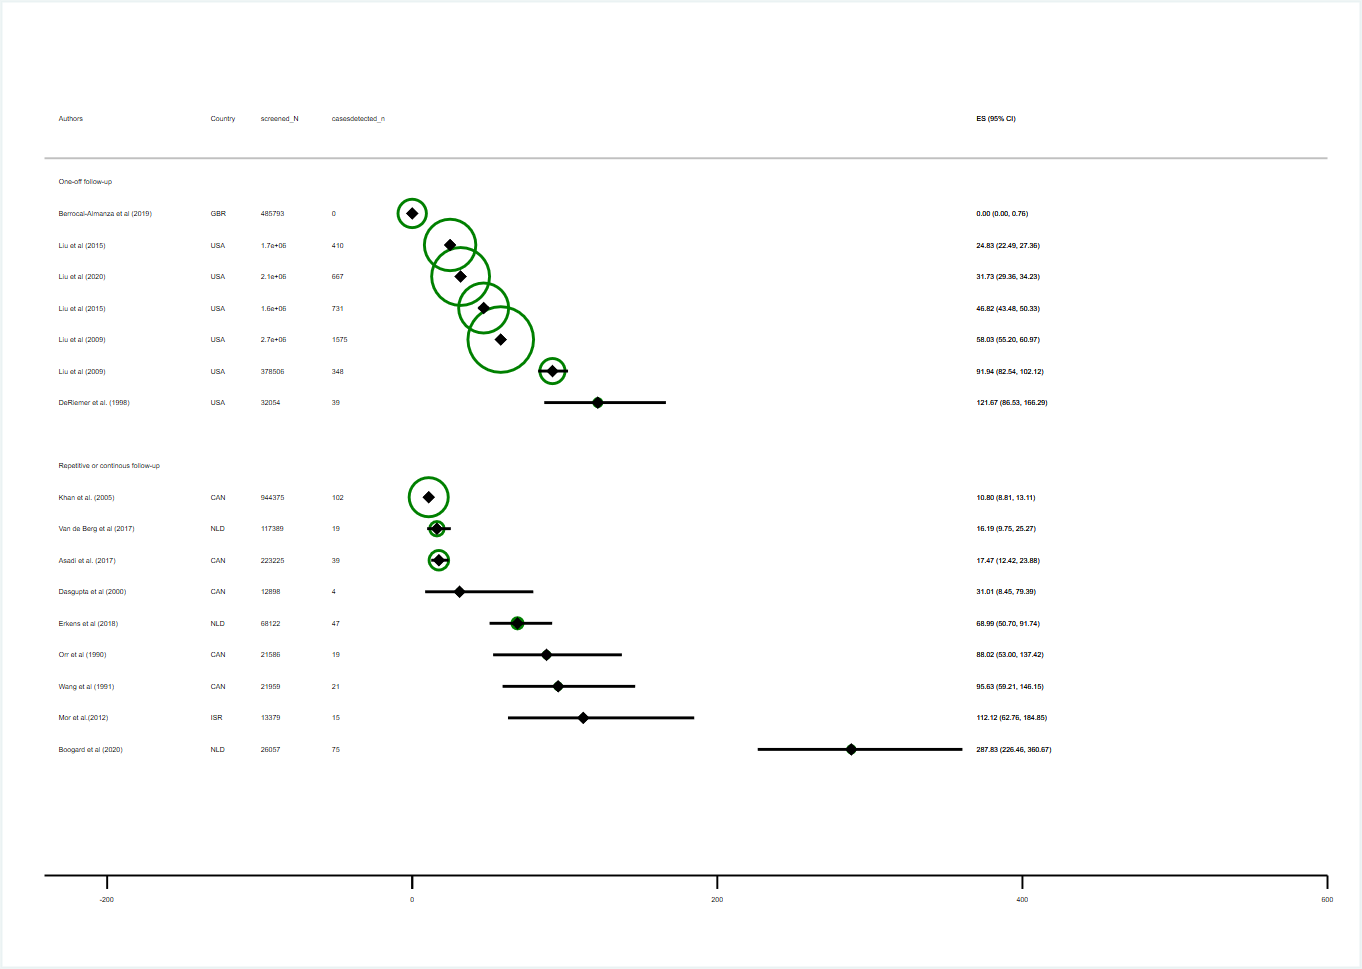 Authors Country screened_N casesdetected_n ES (95% CI)
One-off follow-up
Berrocal-Almanza et al (2019) GBR 485793 0 0.00 (0.00, 0.76)
Liu et al (2015) USA 1.7e+06 410 24.83 (22.49, 27.36)
Liu et al (2020) USA 2.1e+06 667 31.73 (29.36, 34.23)
Liu et al (2015) USA 1.6e+06 731 46.82 (43.48, 50.33)
Liu et al (2009) USA 2.7e+06 1575 58.03 (55.20, 60.97)
Liu et al (2009) USA 378506 348 91.94 (82.54, 102.12)
DeRiemer et al. (1998) USA 32054 39 121.67 (86.53, 166.29)
Repetitive or continous follow-up
Khan et al. (2005) CAN 944375 102 10.80 (8.81, 13.11)
Van de Berg et al (2017) NLD 117389 19 16.19 (9.75, 25.27)
Asadi et al. (2017) CAN 223225 39 17.47 (12.42, 23.88)
Dasgupta et al (2000) CAN 12898 4 31.01 (8.45, 79.39)
Erkens et al (2018) NLD 68122 47 68.99 (50.70, 91.74)
Orr et al (1990) CAN 21586 19 88.02 (53.00, 137.42)
Wang et al (1991) CAN 21959 21 95.63 (59.21, 146.15)
Mor et al.(2012) ISR 13379 15 112.12 (62.76, 184.85)
Boogard et al (2020) NLD 26057 75 287.83 (226.46, 360.67)
-200 0 200 400 600